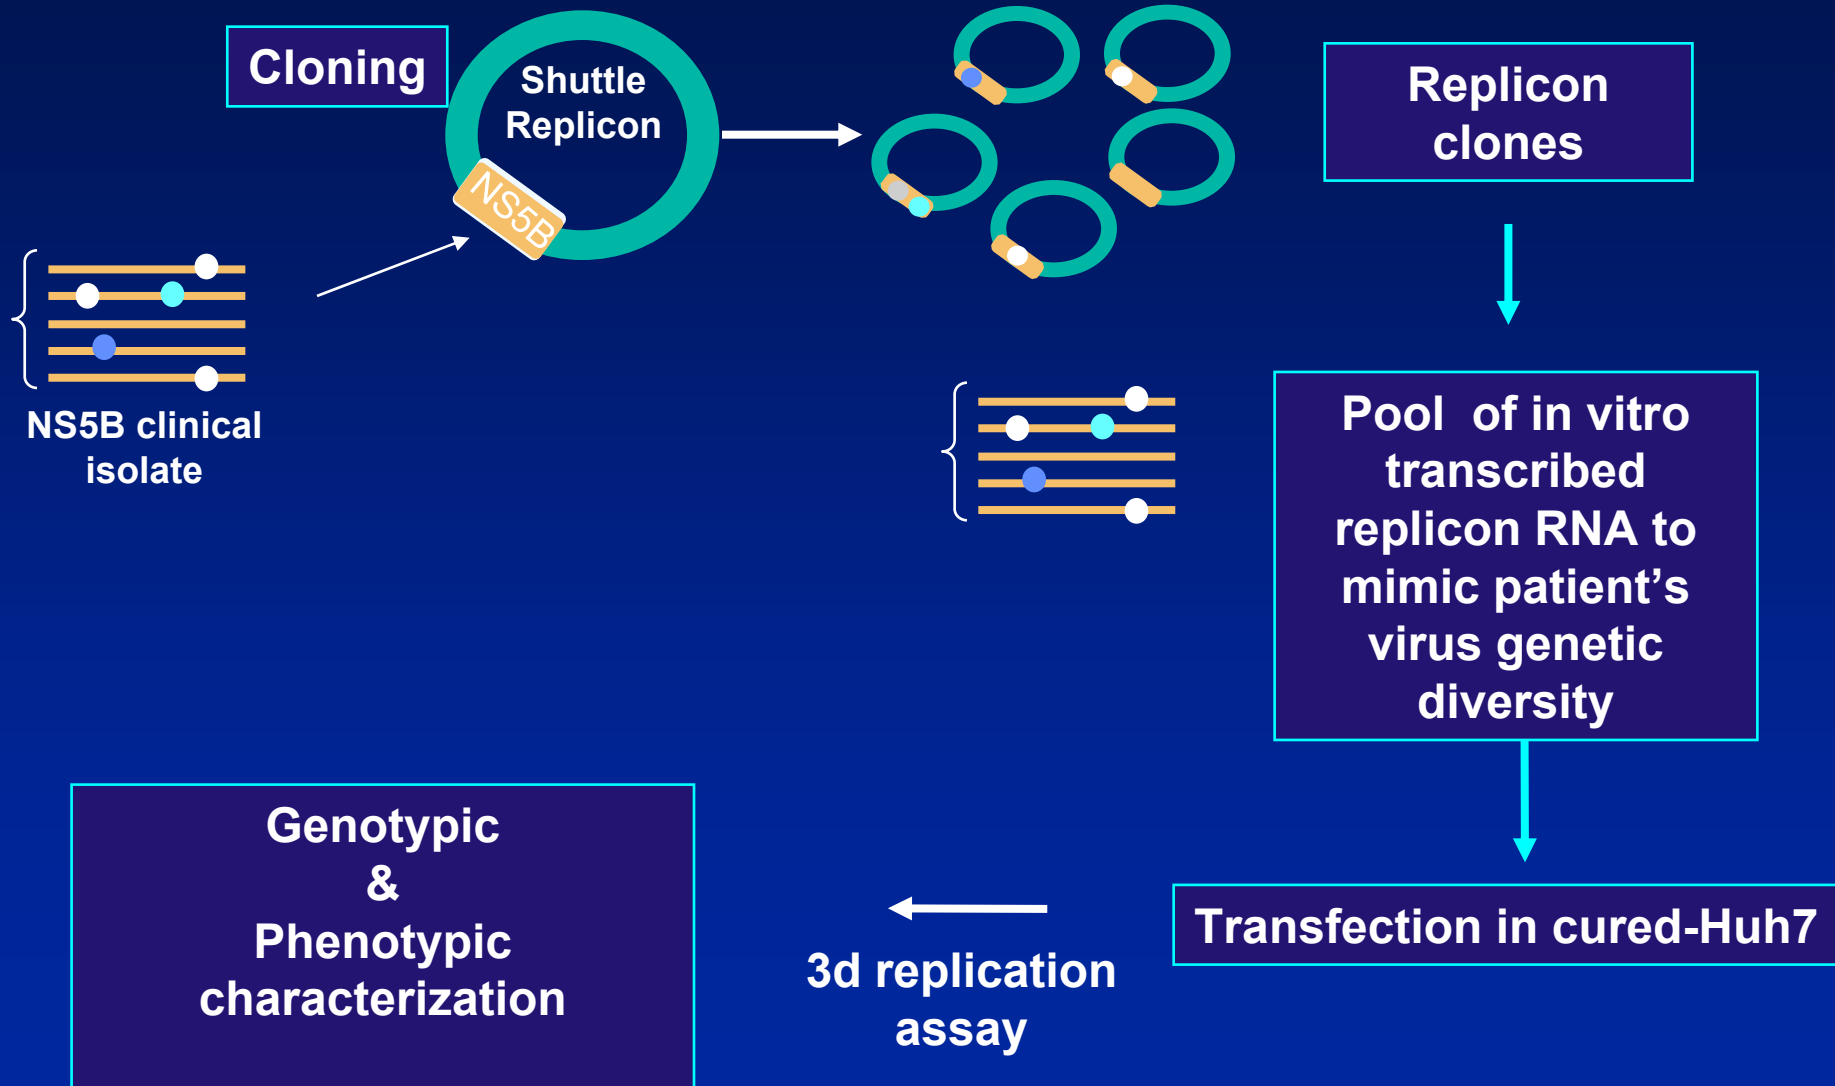 Cloning
Shuttle
Replicon
NS5B
Replicon
clones
NS5B clinical
isolate
Pool of in vitro
transcribed
replicon RNA to
mimic patient’s
virus genetic
diversity
Transfection in cured-Huh7
3d replication
assay
Genotypic
&
Phenotypic
characterization